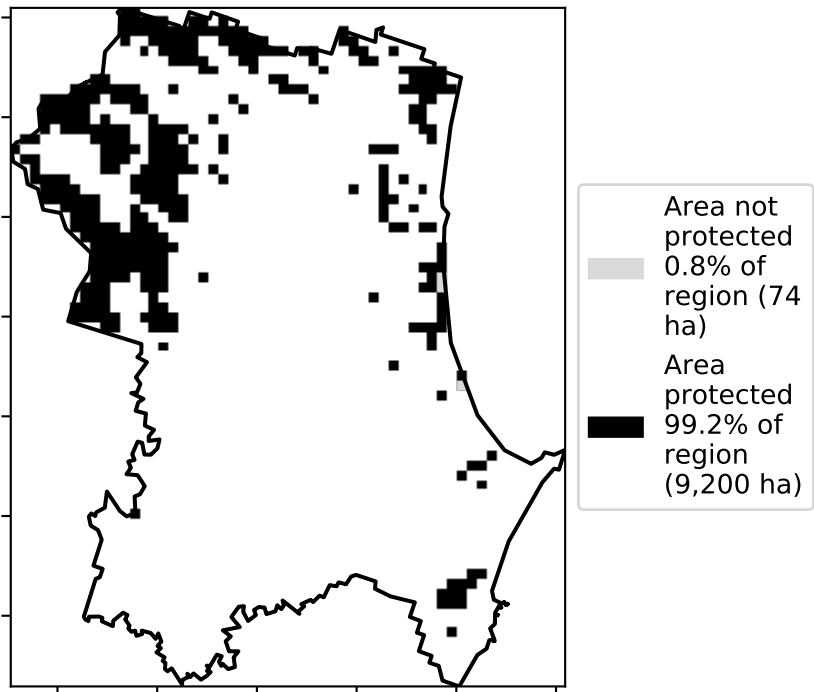 Area not
protected
0.8% of
region (74
ha)
Area
protected
99.2% of
region
(9,200 ha)